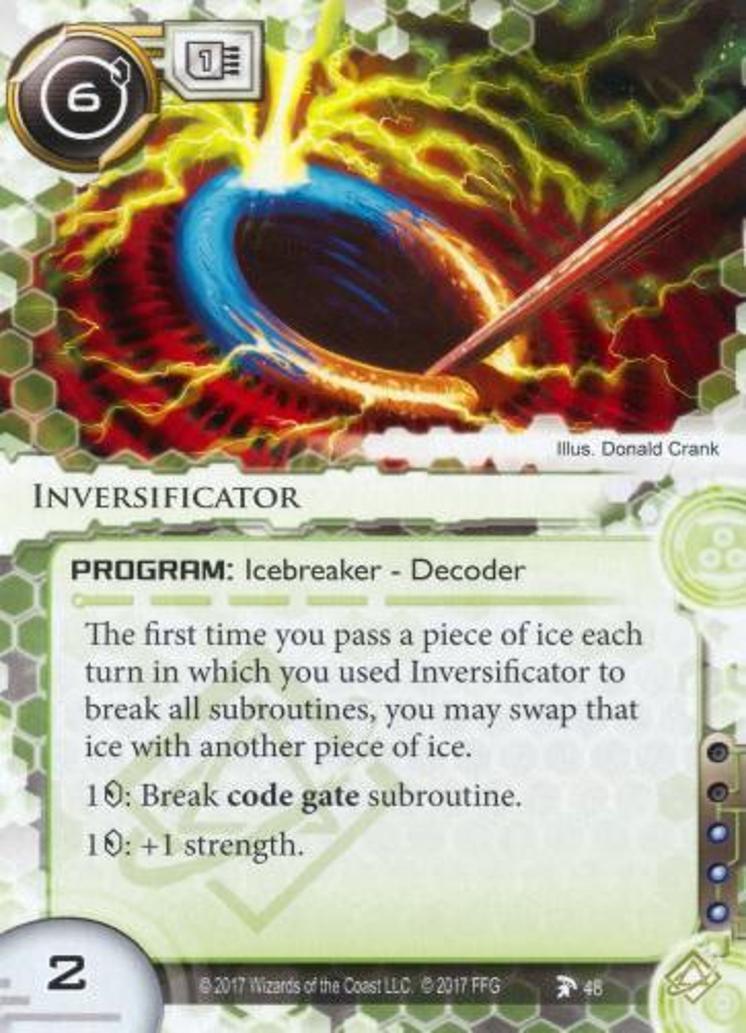 6
1
Illus. Donald Crank
INVERSIFICATOR
PROGRAM: Icebreaker - Decoder
The first time you pass a piece of ice each
turn in which you used Inversificator to
break all subroutines, you may swap that
ice with another piece of ice.
1: Break code gate subroutine.
1: +1 strength.
2
© 2017 Wizards of the Coast LLC. © 2017 FFG 48